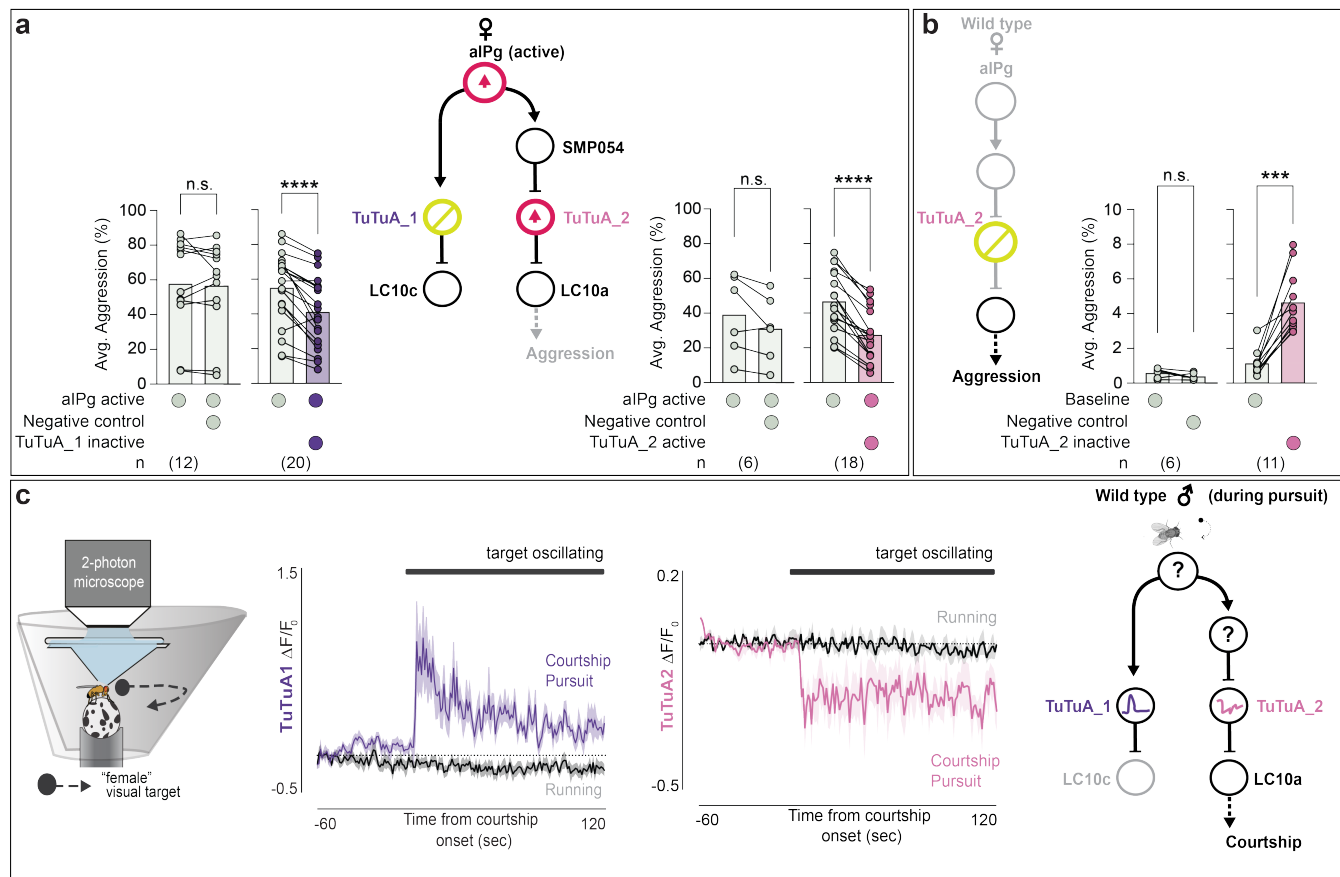 a
♀
aIPg (active)
SMP054
TuTuA_1
TuTuA_2
LC10c
LC10a
Aggression
n.s.
****
Avg. Aggression (%)
100
80
60
40
20
0
aIPg active
Negative control
TuTuA_1 inactive
n
(12)
(20)
n.s.
****
Avg. Aggression (%)
100
80
60
40
20
0
aIPg active
Negative control
TuTuA_2 active
n
(6)
(18)
b
Wild type
♀
aIPg
TuTuA_2
Aggression
n.s.
***
Avg. Aggression (%)
10
8
6
4
2
0
Baseline
Negative control
TuTuA_2 inactive
n
(6)
(11)
c
2-photon
microscope
"female"
visual target
target oscillating
1.5
TuTuA1 ΔF/F₀
Courtship
Pursuit
Running
-0.5
-60
Time from courtship
onset (sec)
120
target oscillating
0.2
TuTuA2 ΔF/F₀
Running
Courtship
Pursuit
-0.5
-60
Time from courtship
onset (sec)
120
Wild type ♂ (during pursuit)
?
?
TuTuA_1
TuTuA_2
LC10c
LC10a
Courtship